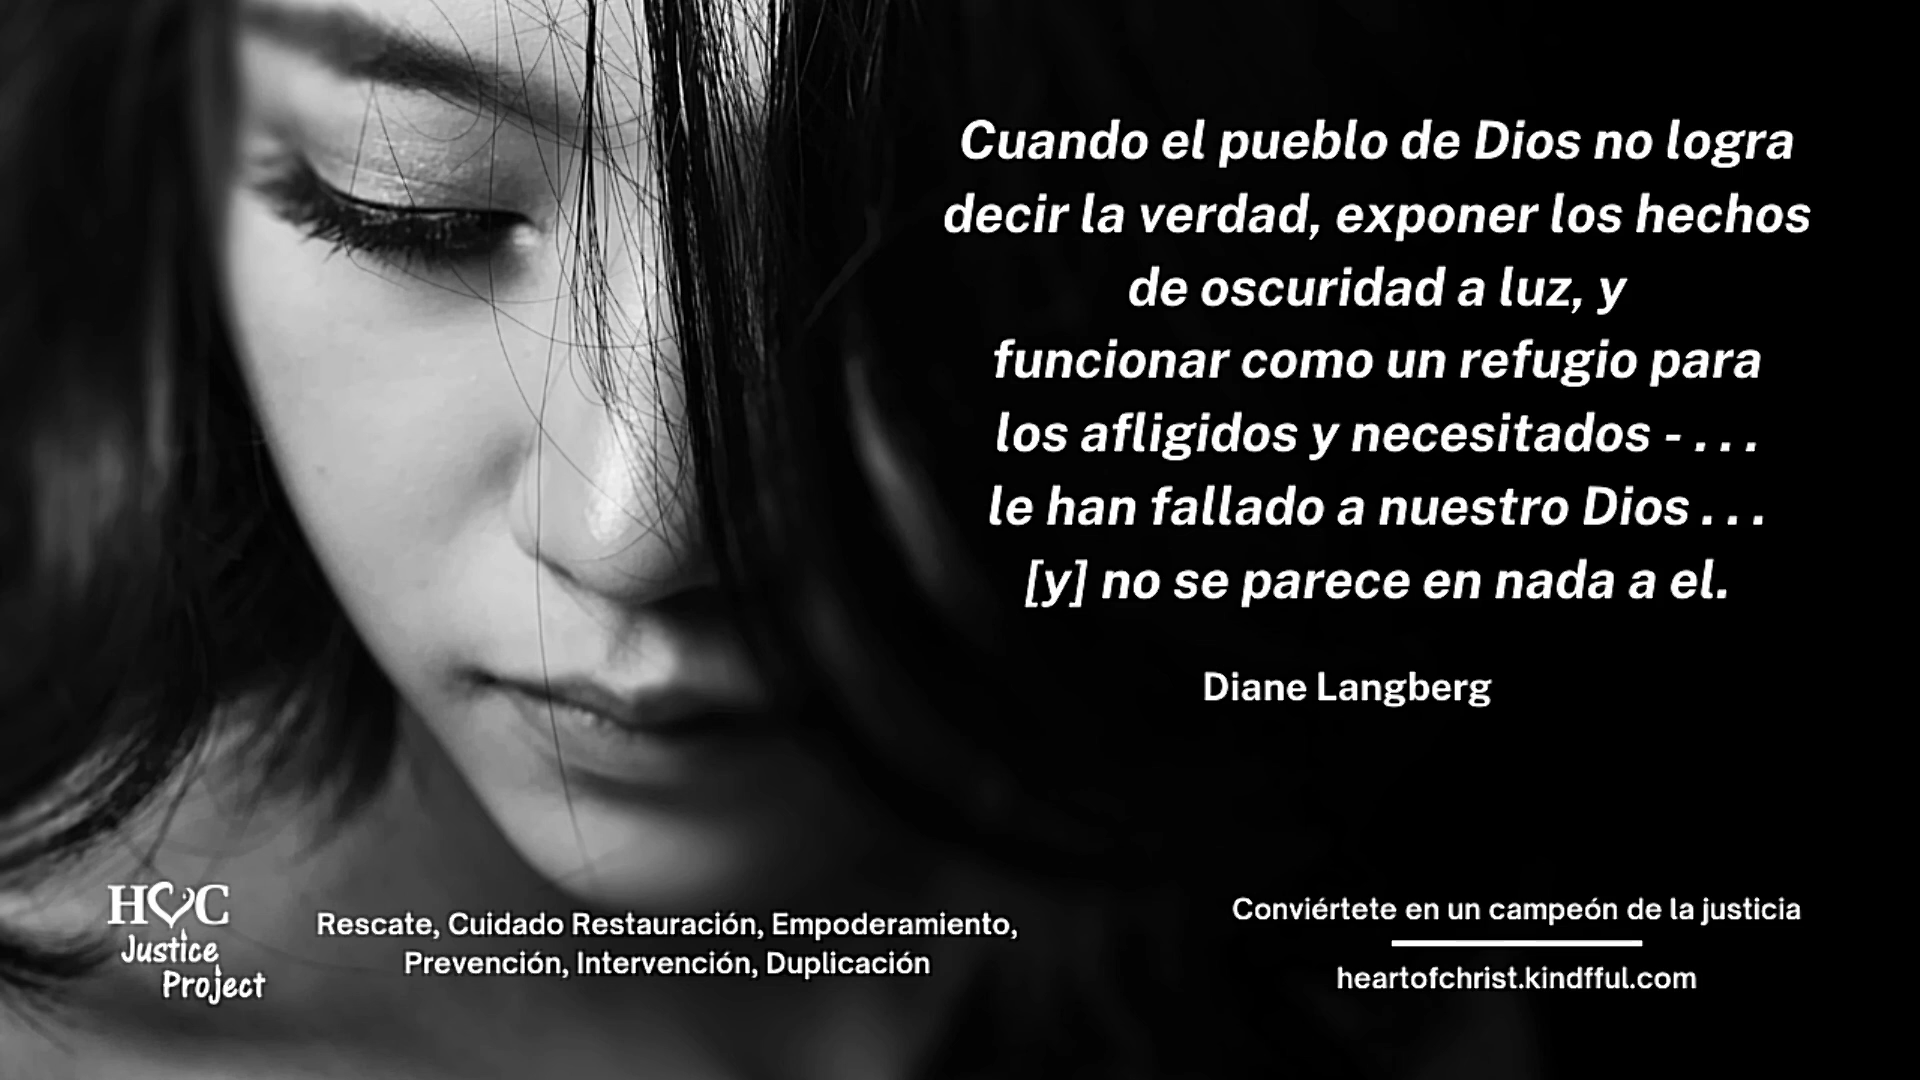 Cuando el pueblo de Dios no logra
decir la verdad, exponer los hechos
de oscuridad a luz, y
funcionar como un refugio para
los afligidos y necesitados - . . .
le han fallado a nuestro Dios . . .
[y] no se parece en nada a el.
Diane Langberg
HC
Justice
Project
Rescate, Cuidado Restauración, Empoderamiento,
Prevención, Intervención, Duplicación
Conviértete en un campeón de la justicia
heartofchrist.kindfful.com